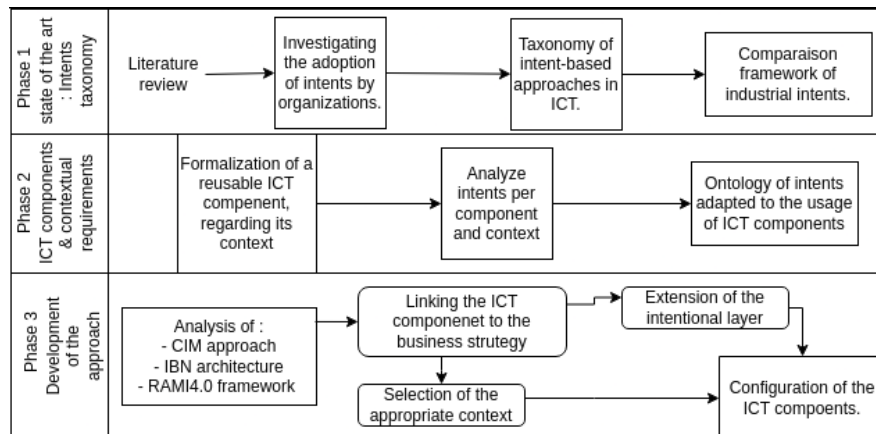 Phase 1
state of the art
: Intents
taxonomy
Literature
review
Investigating
the adoption
of intents by
organizations.
Taxonomy of
intent-based
approaches in
ICT.
Comparaison
framework of
industrial intents.
Phase 2
ICT components
& contextual
requirements
Formalization of a
reusable ICT
compenent,
regarding its
context
Analyze
intents per
component
and context
Ontology of intents
adapted to the usage
of ICT components
Phase 3
Development
of the
approach
Analysis of :
- CIM approach
- IBN architecture
- RAMI4.0 framework
Linking the ICT
componenet to the
business strategy
Extension of the
intentional layer
Selection of the
appropriate context
Configuration of the
ICT compoents.